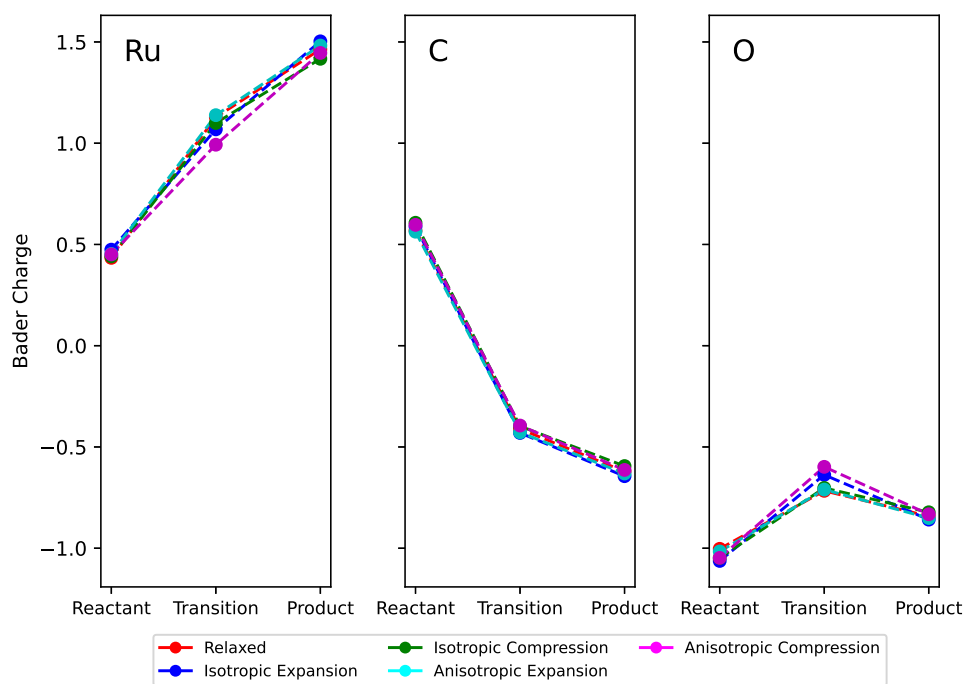 Ru
C
O
1.5
1.0
0.5
0.0
−0.5
−1.0
Bader Charge
Reactant Transition Product
Reactant Transition Product
Reactant Transition Product
Relaxed
Isotropic Expansion
Isotropic Compression
Anisotropic Expansion
Anisotropic Compression